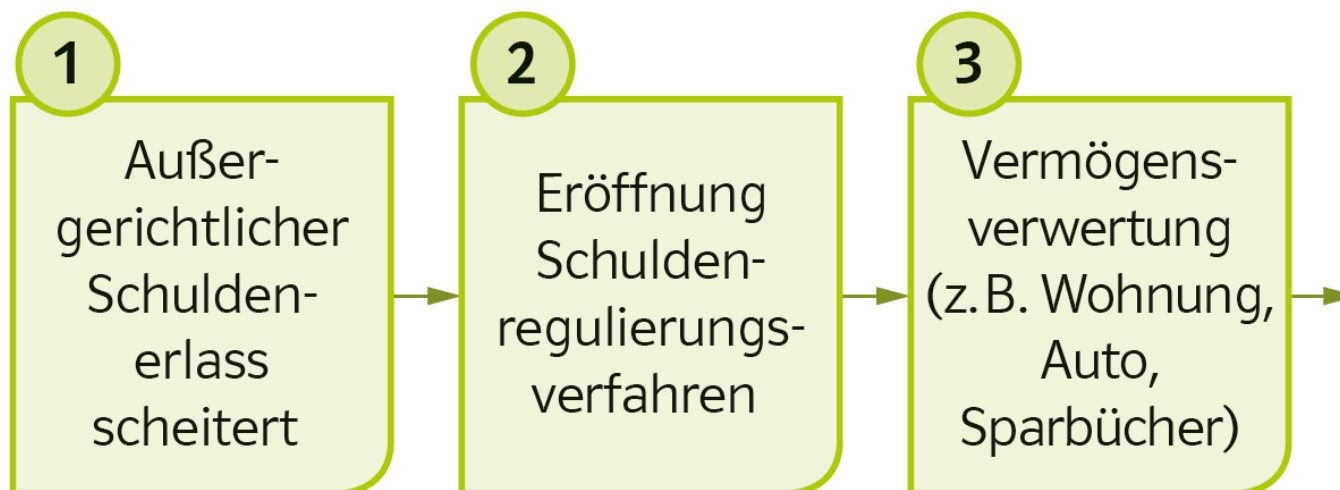 1
Außer-
gerichtlicher
Schulden-
erlass
scheitert
2
Eröffnung
Schulden-
regulierungs-
verfahren
3
Vermögens-
verwertung
(z. B. Wohnung,
Auto,
Sparbücher)